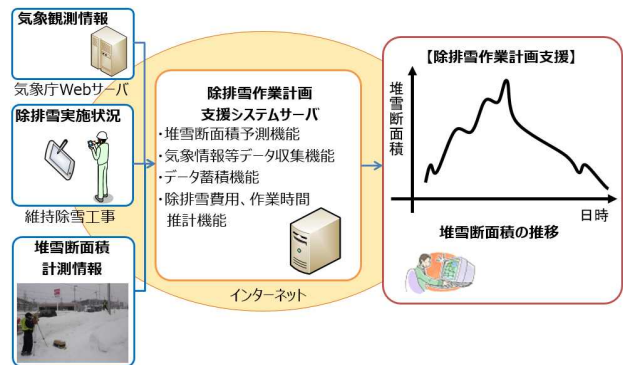 気象観測情報
気象庁Webサーバ
除排雪実施状況
維持除雪工事
堆雪断面積
計測情報
除排雪作業計画
支援システムサーバ
・堆雪断面積予測機能
・気象情報等データ収集機能
・データ蓄積機能
・除排雪費用、作業時間
推計機能
インターネット
【除排雪作業計画支援】
堆雪断面積
日時
堆雪断面積の推移